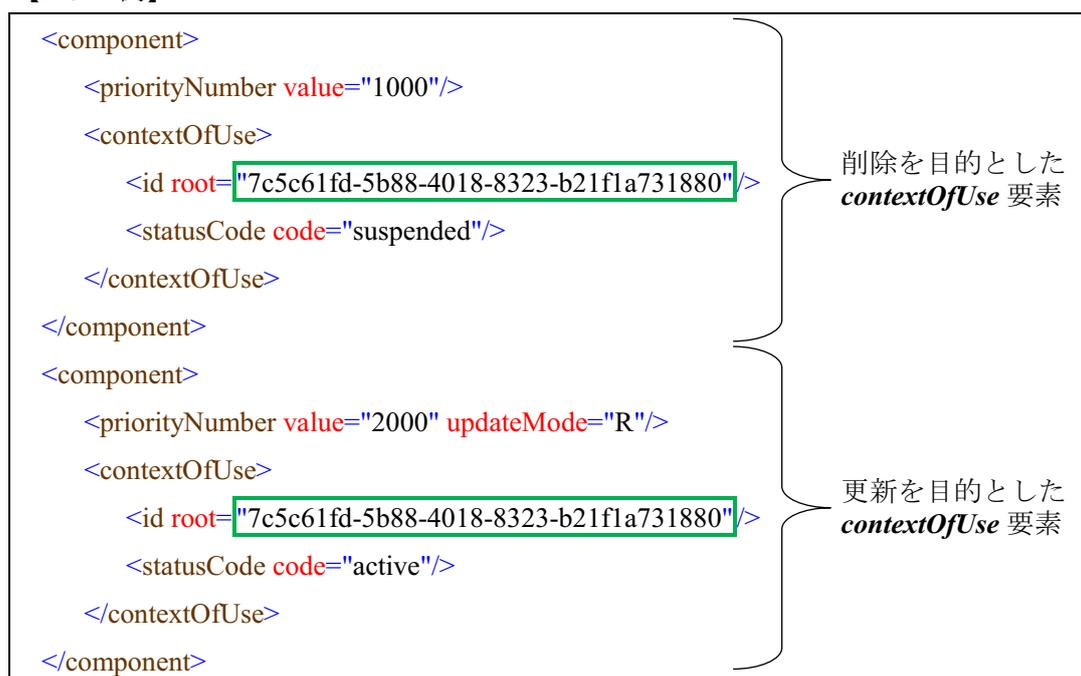 <component>
<priorityNumber value="1000"/>
<contextOfUse>
<id root="7c5c61fd-5b88-4018-8323-b21f1a731880"/>
<statusCode code="suspended"/>
</contextOfUse>
</component>
削除を目的とした
contextOfUse 要素
<component>
<priorityNumber value="2000" updateMode="R"/>
<contextOfUse>
<id root="7c5c61fd-5b88-4018-8323-b21f1a731880"/>
<statusCode code="active"/>
</contextOfUse>
</component>
更新を目的とした
contextOfUse 要素